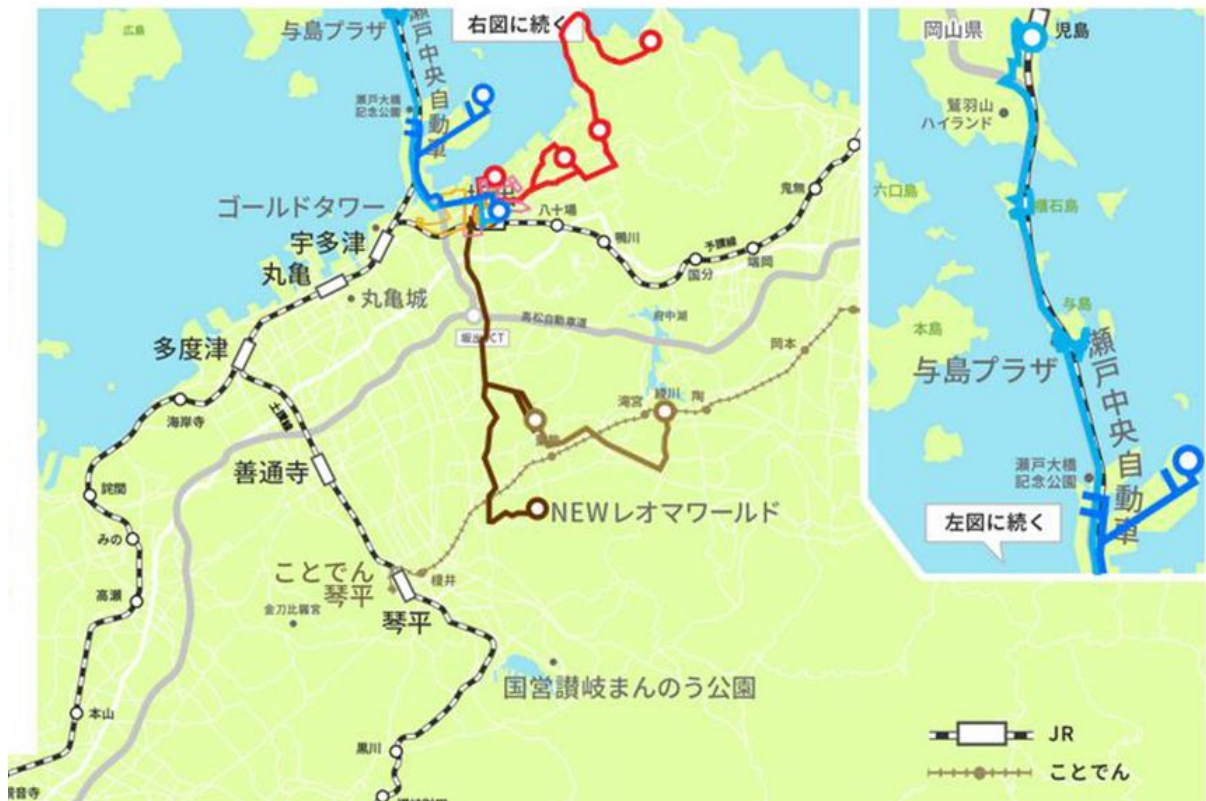 広島
与島プラザ
右図に続く
瀬戸大橋
記念公園
瀬戸中央自動車
ゴールドタワー
宇多津
丸亀
丸亀城
多度津
海岸寺
詫間
みの
高瀬
本山
土讃線
善通寺
ことでん
琴平
金刀比羅宮
榎井
琴平
黒川
八十場
鴨川
国分
予讃線
端岡
鬼無
高松自動車道
府中湖
岡本
滝宮
綾川
陶
NEWレオマワールド
国営讃岐まんのう公園
岡山県
児島
鷲羽山
ハイランド
六口島
櫃石島
与島
本島
与島プラザ
瀬戸中央自動車
瀬戸大橋
記念公園
左図に続く
JR
ことでん